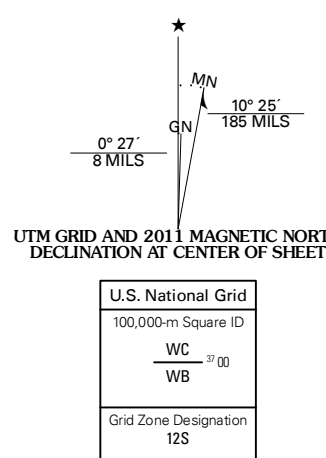 ★
MN
GN
10° 25´
185 MILS
0° 27´
8 MILS
UTM GRID AND 2011 MAGNETIC NORT
DECLINATION AT CENTER OF SHEET
U.S. National Grid
100,000-m Square ID
WC
37 00
WB
Grid Zone Designation
12S